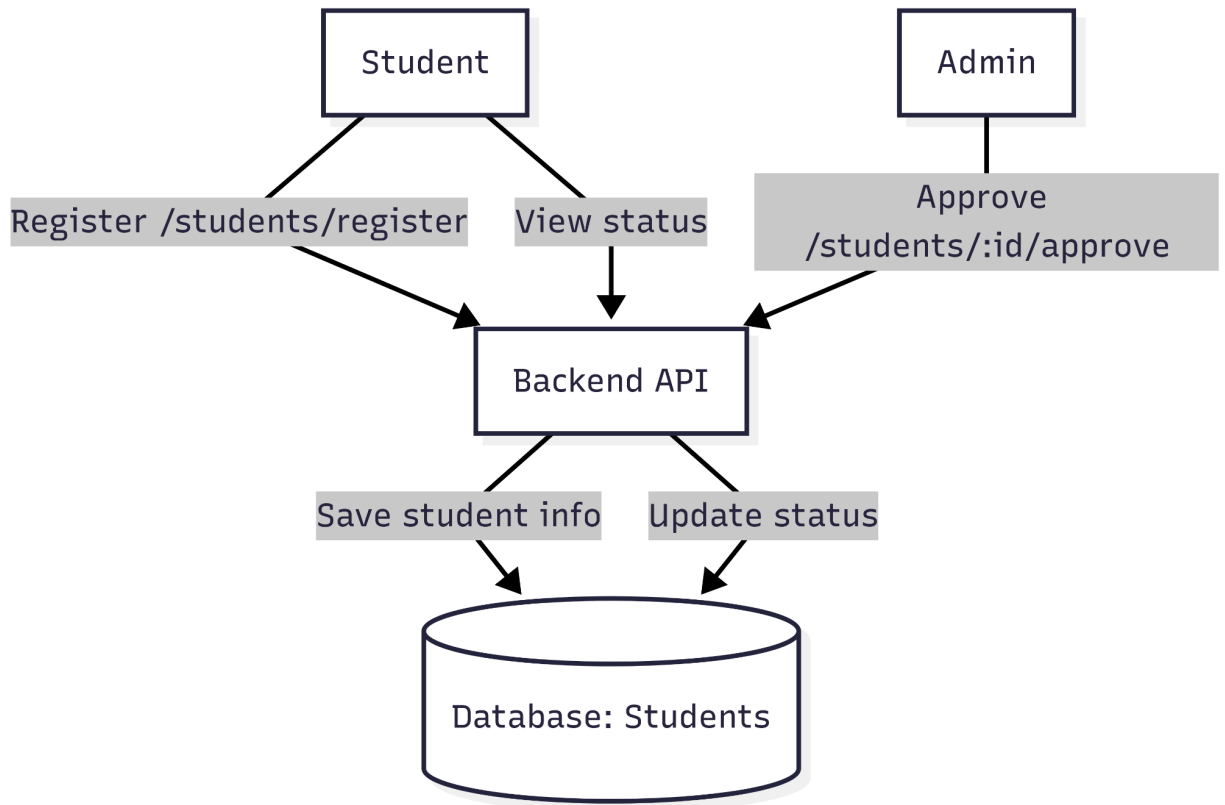 Student
Admin
Register /students/register
View status
Approve
/students/:id/approve
Backend API
Save student info
Update status
Database: Students